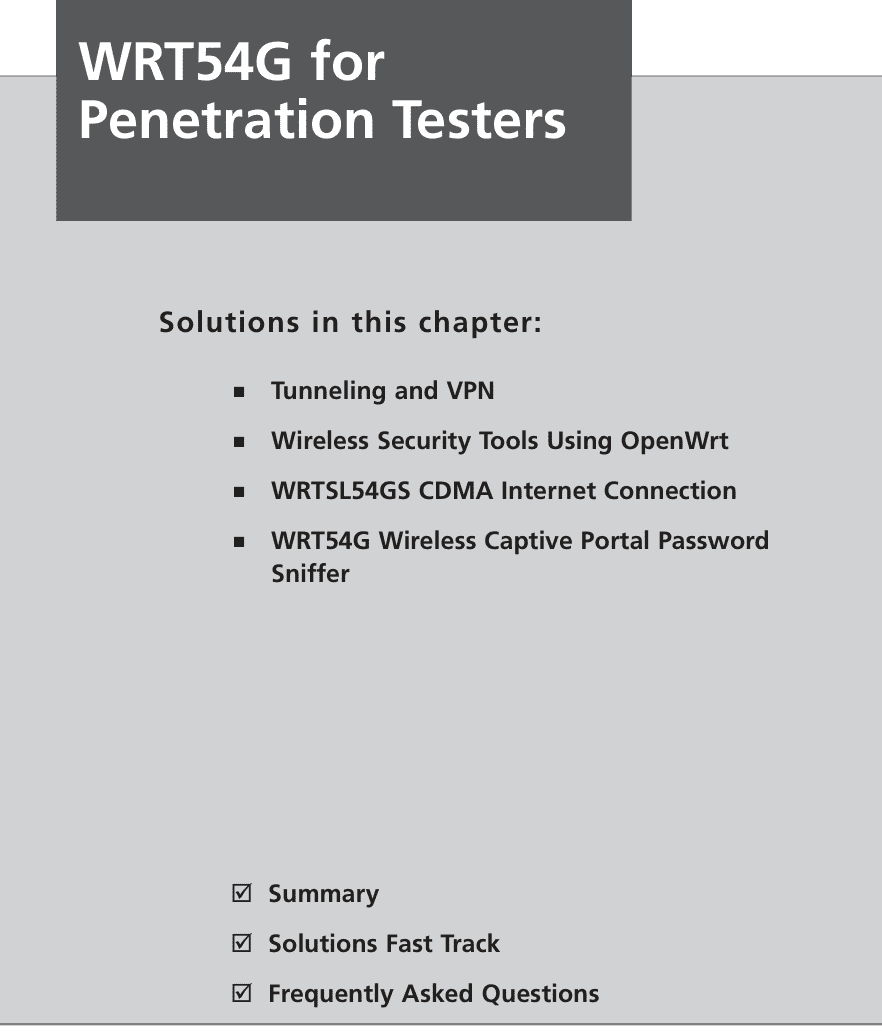 WRT54G for
Penetration Testers
Solutions in this chapter:
■ Tunneling and VPN
■ Wireless Security Tools Using OpenWrt
■ WRTSL54GS CDMA Internet Connection
■ WRT54G Wireless Captive Portal Password
Sniffer
☑ Summary
☑ Solutions Fast Track
☑ Frequently Asked Questions